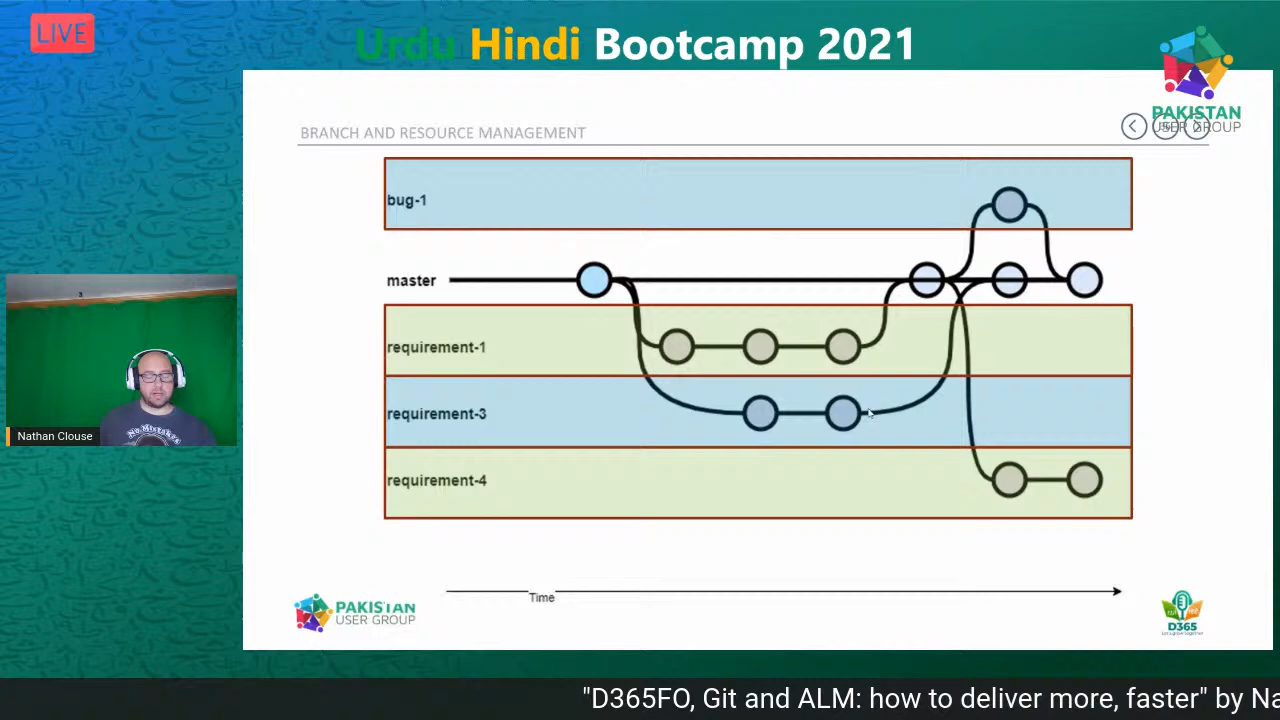 LIVE
Urdu Hindi Bootcamp 2021
PAKISTAN
USER GROUP
BRANCH AND RESOURCE MANAGEMENT
bug-1
master
requirement-1
requirement-3
requirement-4
Nathan Clouse
Time
PAKISTAN
USER GROUP
D365
"D365FO, Git and ALM: how to deliver more, faster" by Na